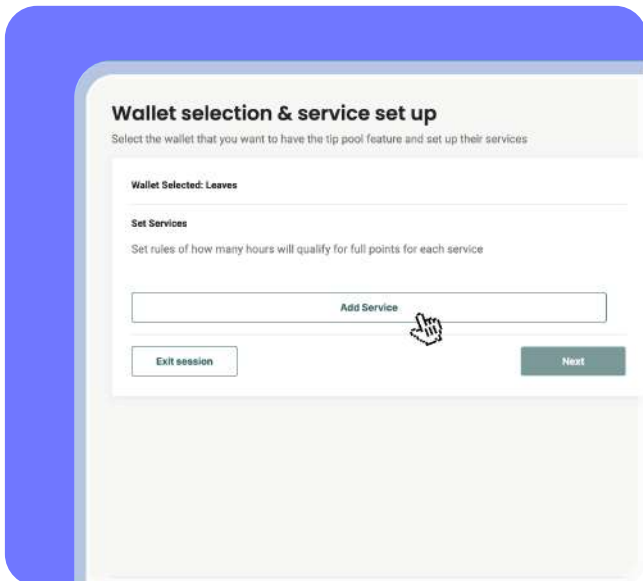 Wallet selection & service set up
Select the wallet that you want to have the tip pool feature and set up their services
Wallet Selected: Leaves
Set Services
Set rules of how many hours will qualify for full points for each service
Add Service
Exit session
Next